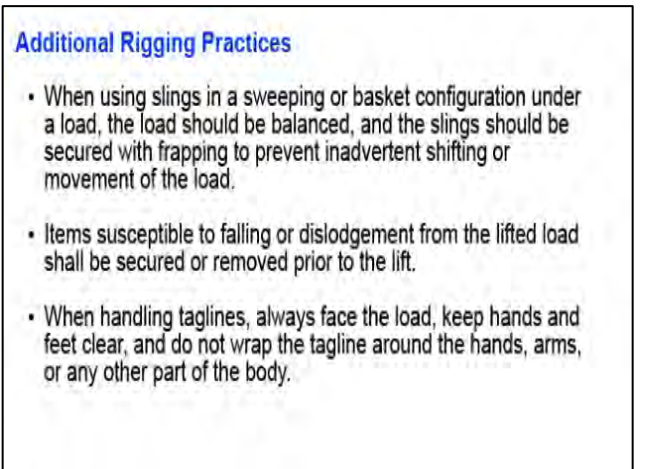 Additional Rigging Practices
• When using slings in a sweeping or basket configuration under
a load, the load should be balanced, and the slings should be
secured with frapping to prevent inadvertent shifting or
movement of the load.
• Items susceptible to falling or dislodgement from the lifted load
shall be secured or removed prior to the lift.
• When handling taglines, always face the load, keep hands and
feet clear, and do not wrap the tagline around the hands, arms,
or any other part of the body.